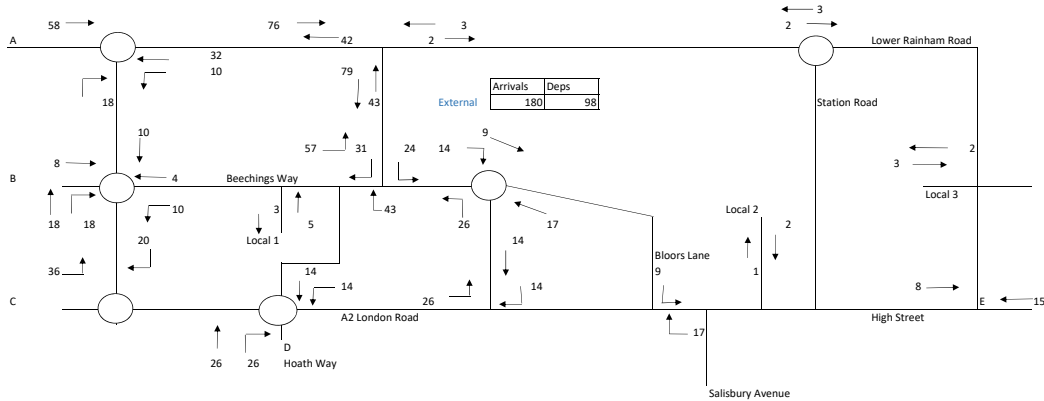 58 76 3 3
2
A 42 2 Lower Rainham Road
32
10 79 Arrivals Deps
18 43 External 180 98 Station Road
10 9
57 31 24 14 2
8 3
B 4 Beechings Way
Local 3
10 3 43 Local 2
18 18 5 26 17 2
20 Local 1 14
Bloors Lane
36 14 9 1
14 14 8
C 26 E 15
A2 London Road High Street
17
D
26 26 Hoath Way
Salisbury Avenue